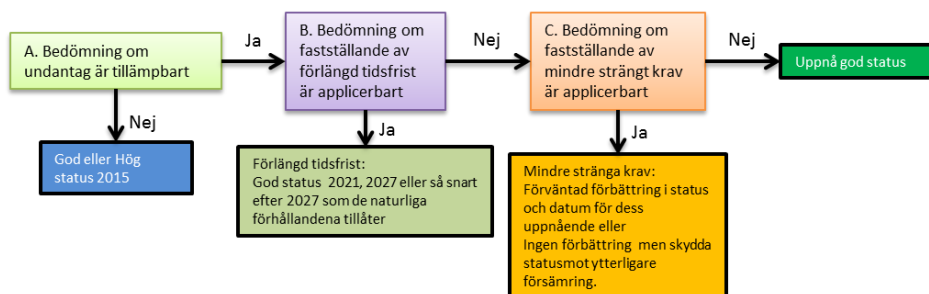 A. Bedömning om
undantag är tillämpbart
Ja
B. Bedömning om
fastställande av
förlängd tidsfrist
är applicerbart
Nej
C. Bedömning om
fastställande av
mindre strängt krav
är applicerbart
Nej
Uppnå god status
Nej
God eller Hög
status 2015
Ja
Förlängd tidsfrist:
God status 2021, 2027 eller så snart
efter 2027 som de naturliga
förhållandena tillåter
Ja
Mindre stränga krav:
Förväntad förbättring i status
och datum för dess
uppnående eller
Ingen förbättring men skydda
statusmot ytterligare
försämring.